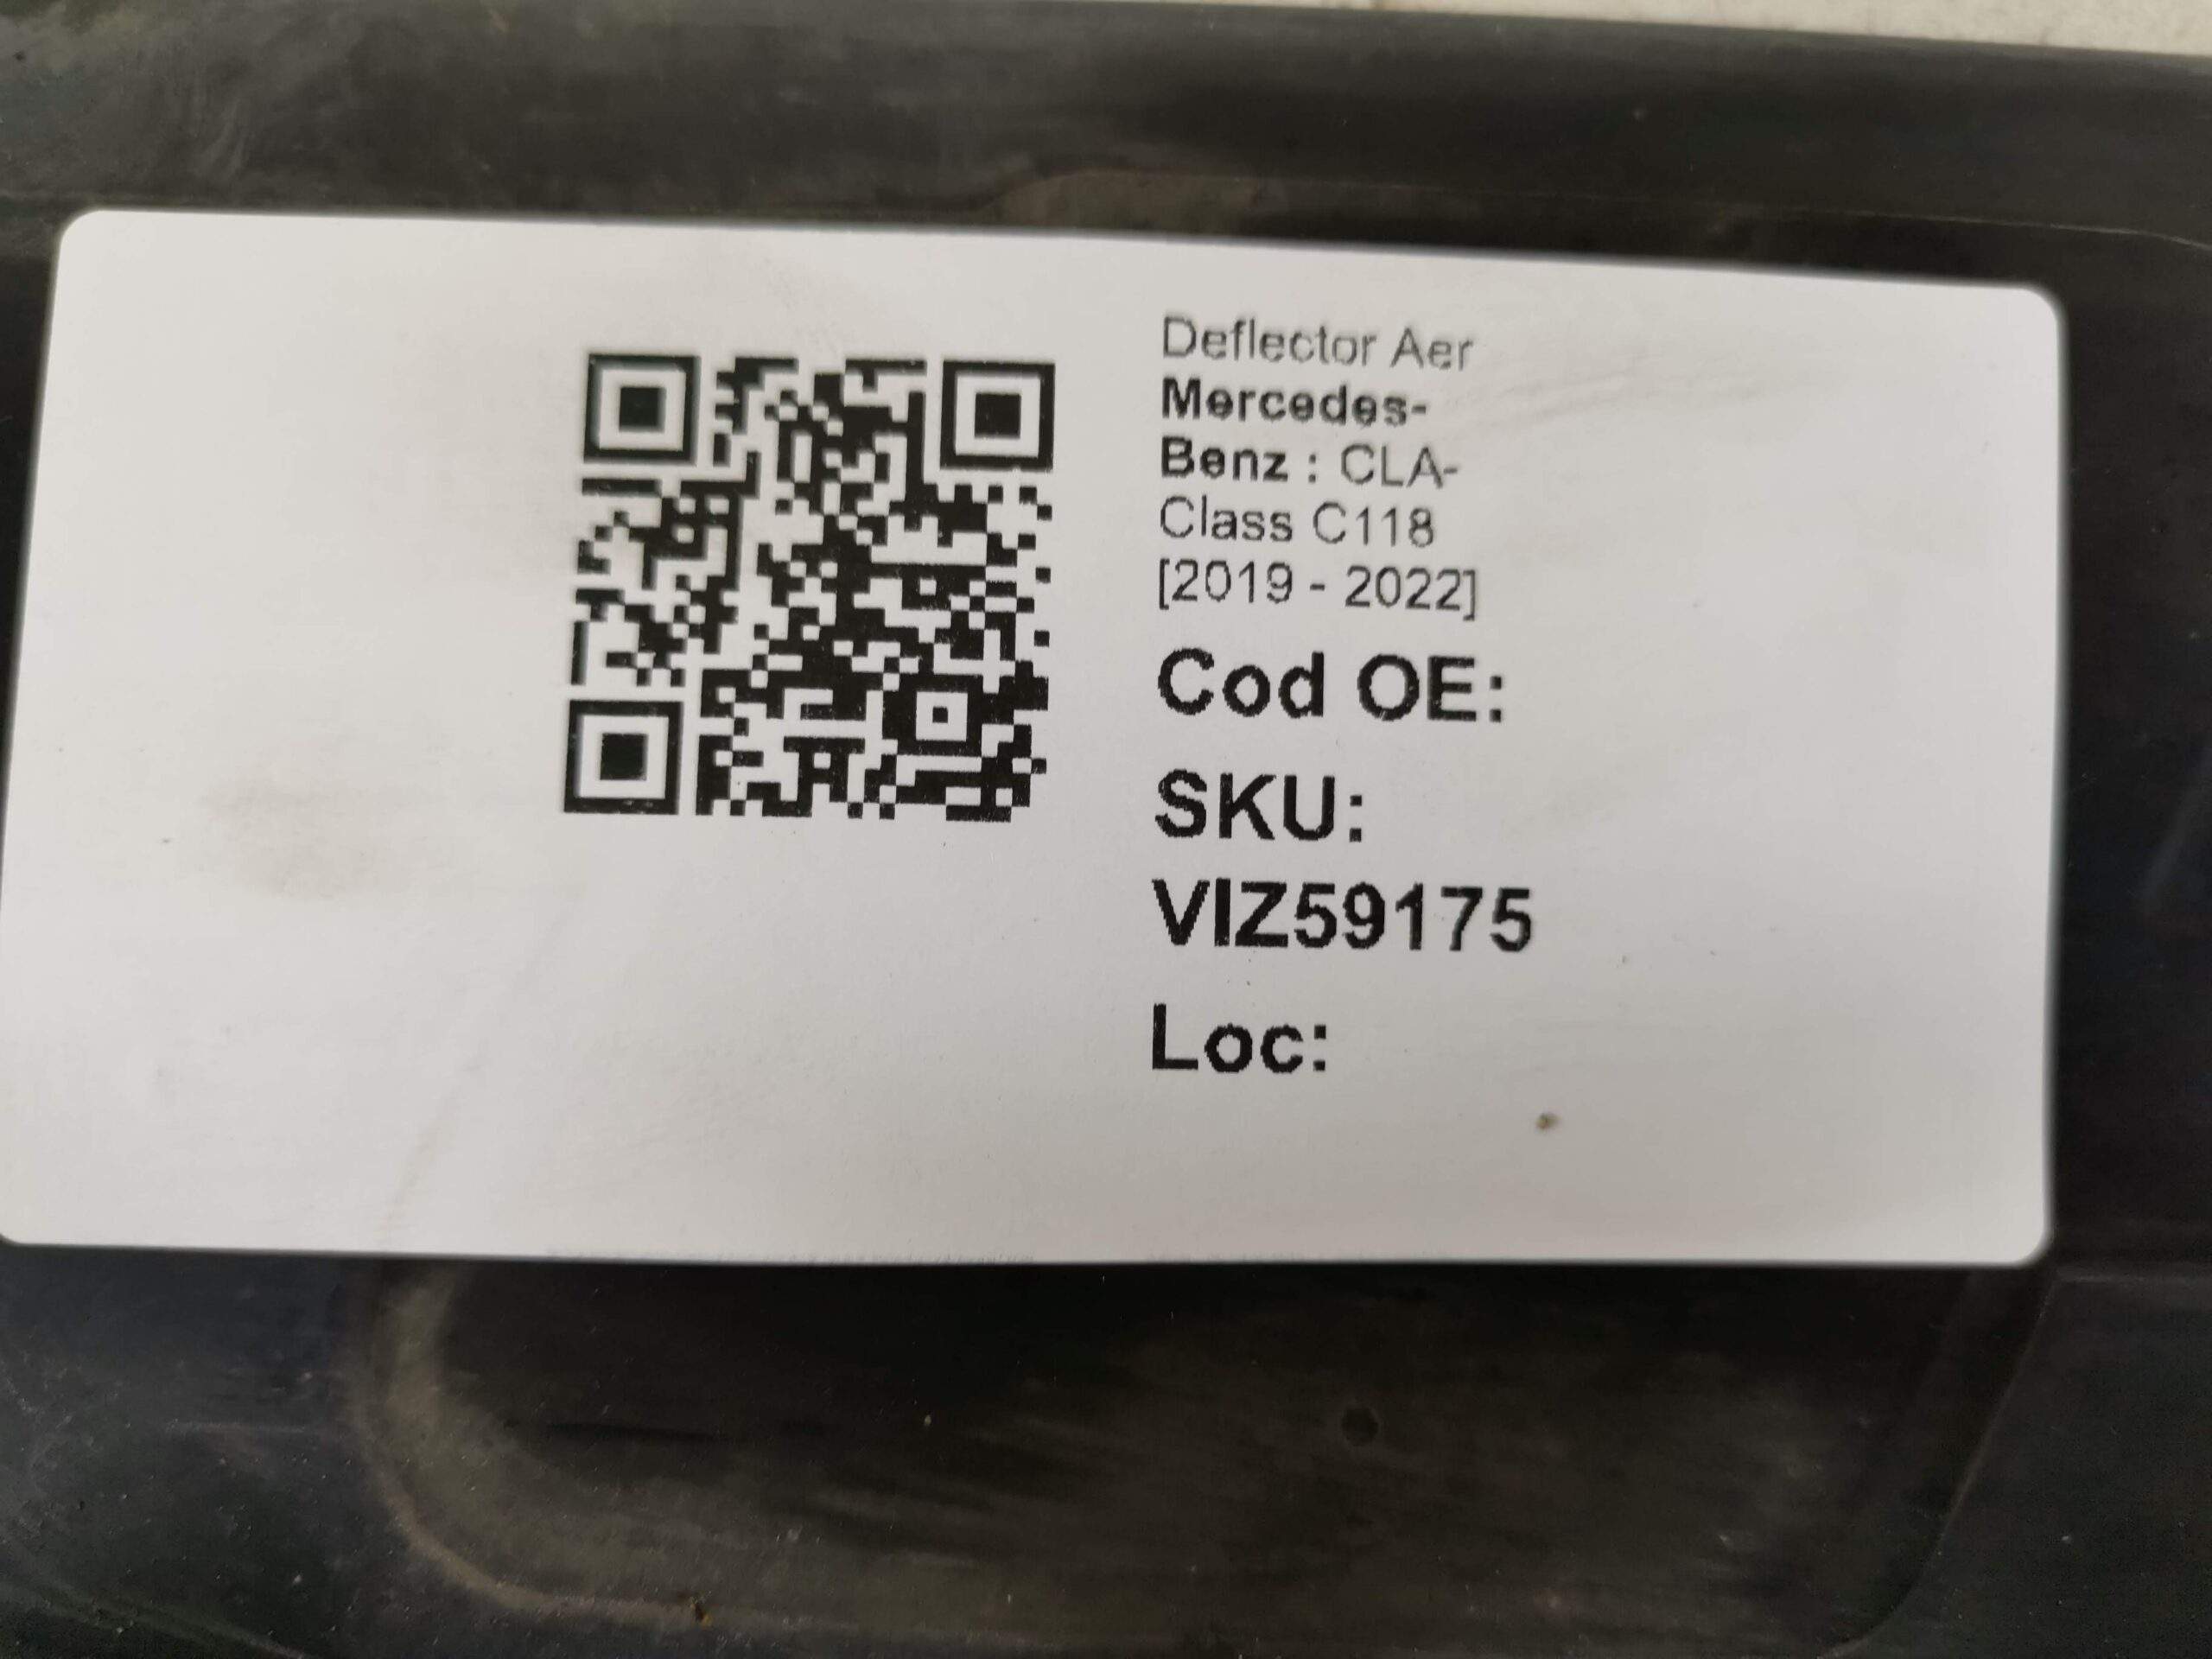 Deflector Aer
Mercedes-
Benz : CLA-
Class C118
[2019 - 2022]
Cod OE:
SKU:
VIZ59175
Loc: